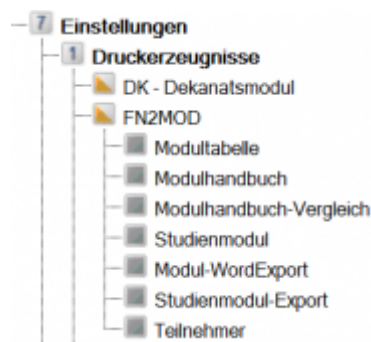 7 Einstellungen
1 Druckerzeugnisse
DK - Dekanatsmodul
FN2MOD
Modultabelle
Modulhandbuch
Modulhandbuch-Vergleich
Studienmodul
Modul-WordExport
Studienmodul-Export
Teilnehmer